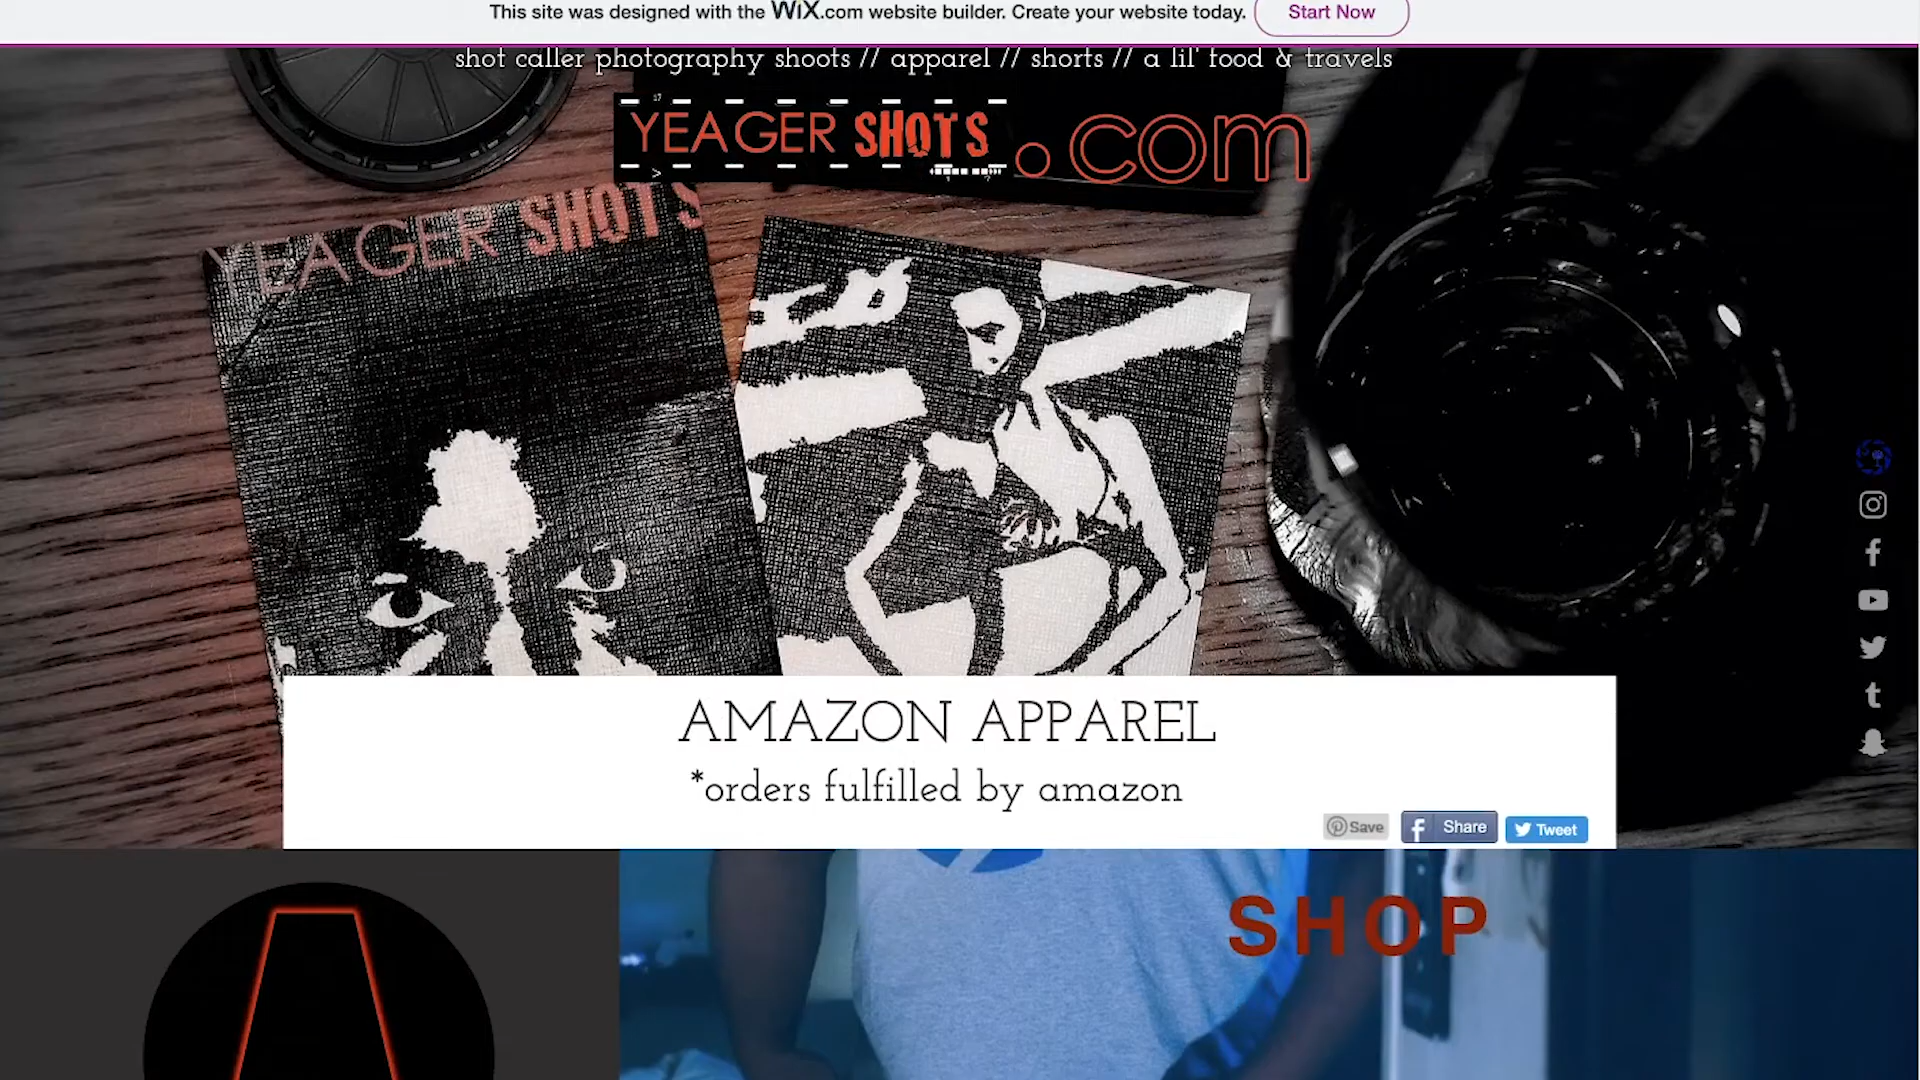 This site was designed with the WiX.com website builder. Create your website today. Start Now
shot caller photography shoots // apparel // shorts // a lil' food & travels
YEAGER SHOTS .com
YEAGER SHOTS
AMAZON APPAREL
*orders fulfilled by amazon
Save Share Tweet
SHOP